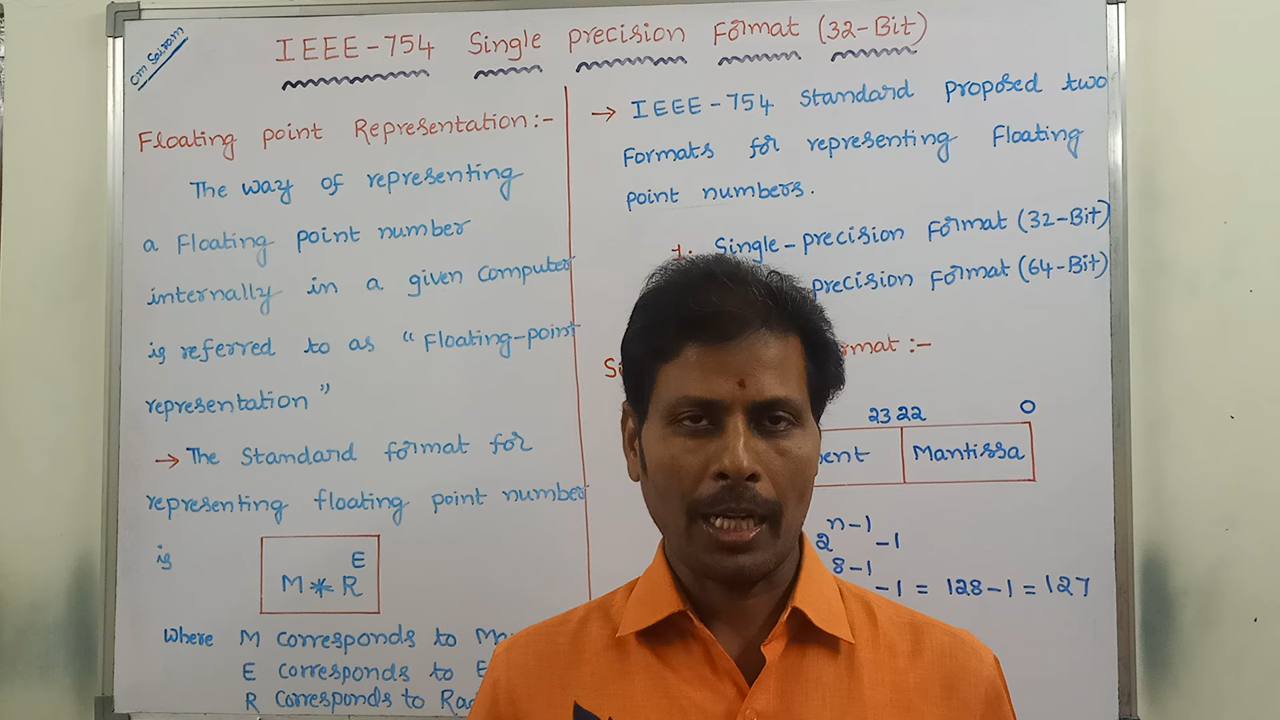 Om Sairam
IEEE-754 Single precision Format (32-Bit)
Floating point Representation:-
The way of representing
a Floating point number
internally in a given computer
is referred to as "Floating-point
representation"
→ The Standard format for
representing floating point number
is
M * R^E
Where M corresponds to
E corresponds to
R corresponds to
→ IEEE-754 Standard proposed two
Formats for representing Floating
point numbers.
1. Single-precision Format (32-Bit)
precision Format (64-Bit)
:-
23 22 0
Mantissa
2^n-1 -1
8-1
-1 = 128-1 = 127